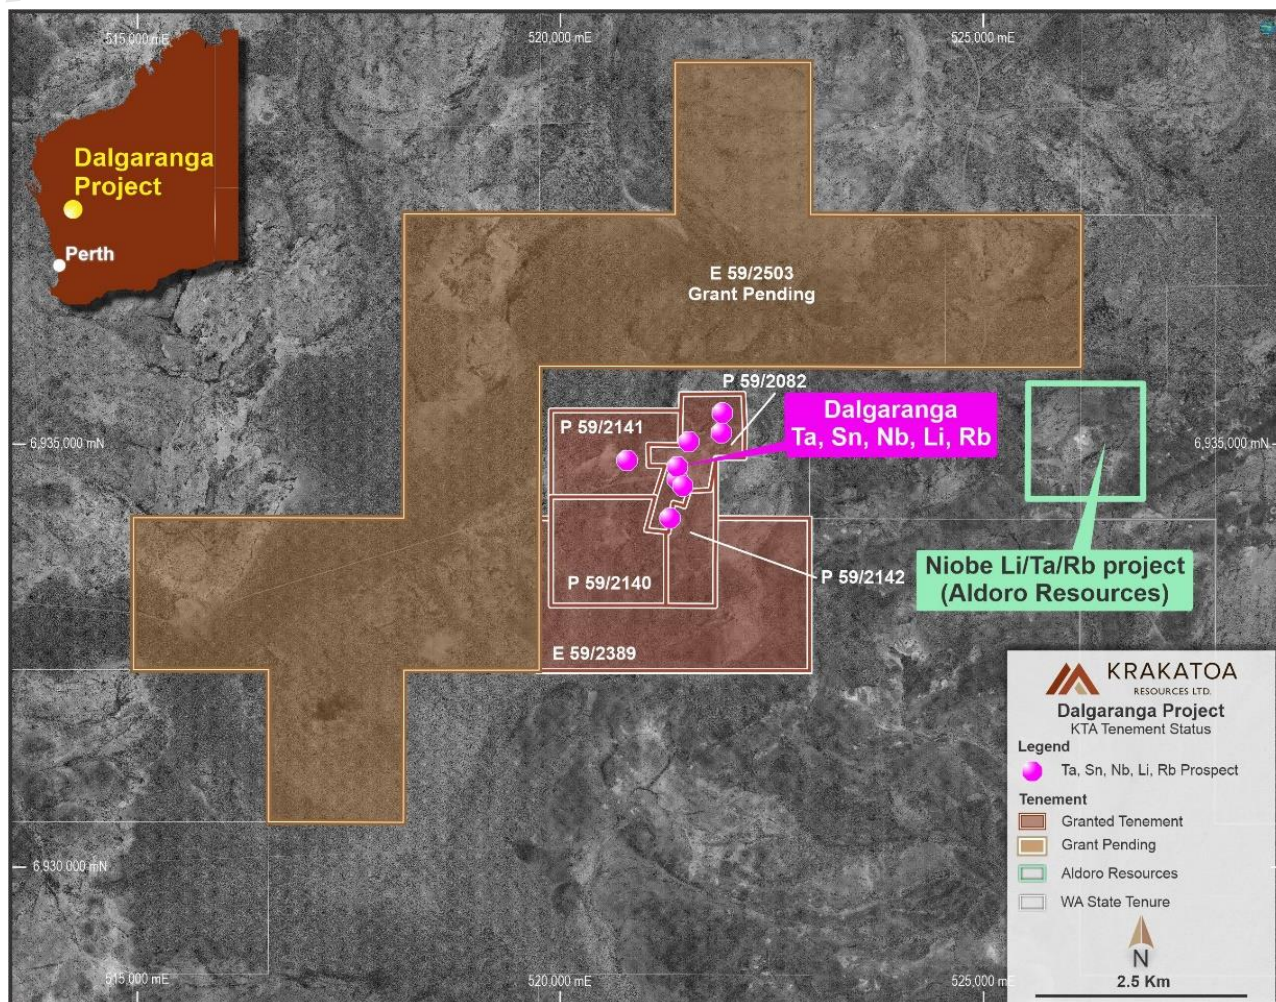 515,000 mE
520,000 mE
525,000 mE
Dalgaranga
Project
Perth
E 59/2503
Grant Pending
P 59/2082
Dalgaranga
Ta, Sn, Nb, Li, Rb
P 59/2141
6,935,000 mN
6,935,000 mN
Niobe Li/Ta/Rb project
(Aldoro Resources)
P 59/2140
P 59/2142
E 59/2389
KRAKATOA
RESOURCES LTD.
Dalgaranga Project
KTA Tenement Status
Legend
Ta, Sn, Nb, Li, Rb Prospect
Tenement
Granted Tenement
Grant Pending
Aldoro Resources
WA State Tenure
N
2.5 Km
6,930,000 mN
515,000 mE
520,000 mE
525,000 mE